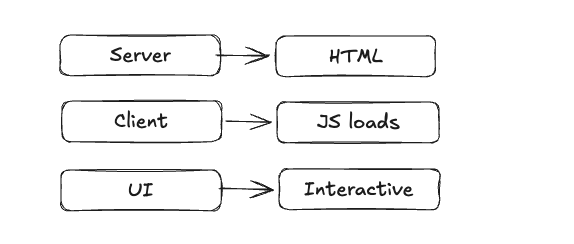 Server HTML
Client JS loads
UI Interactive